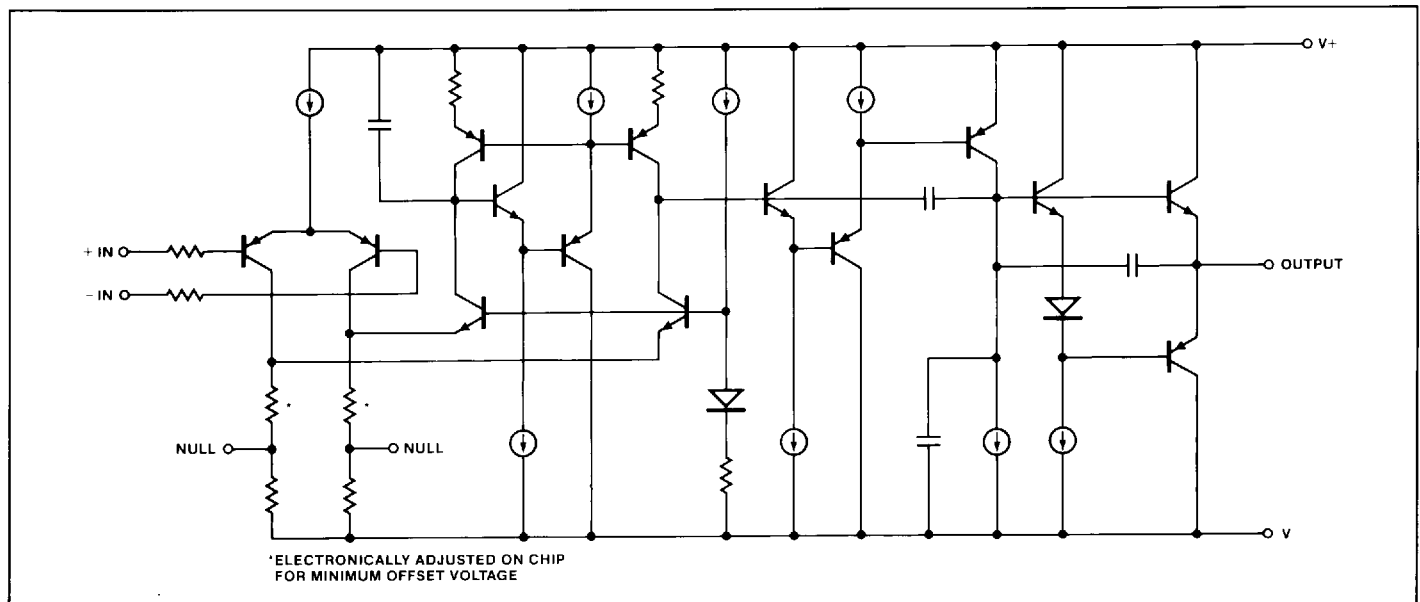 V+
+ IN
− IN
OUTPUT
*
*
NULL
NULL
V
*ELECTRONICALLY ADJUSTED ON CHIP
FOR MINIMUM OFFSET VOLTAGE